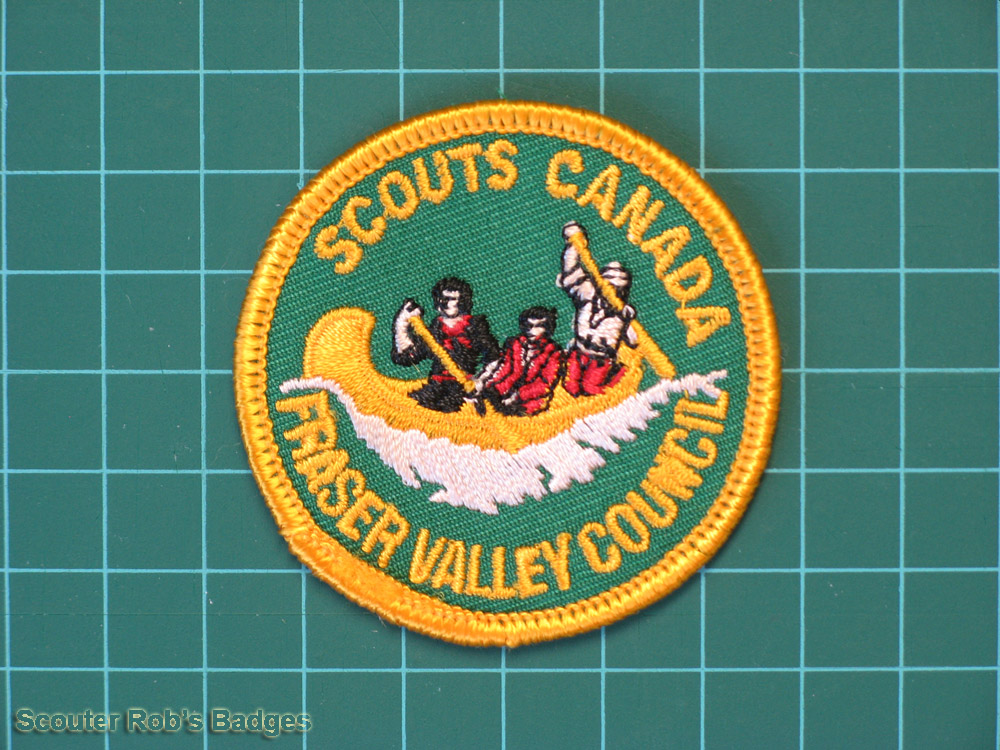 SCOUTS CANADA
FRASER VALLEY COUNCIL
Scouter Rob's Badges